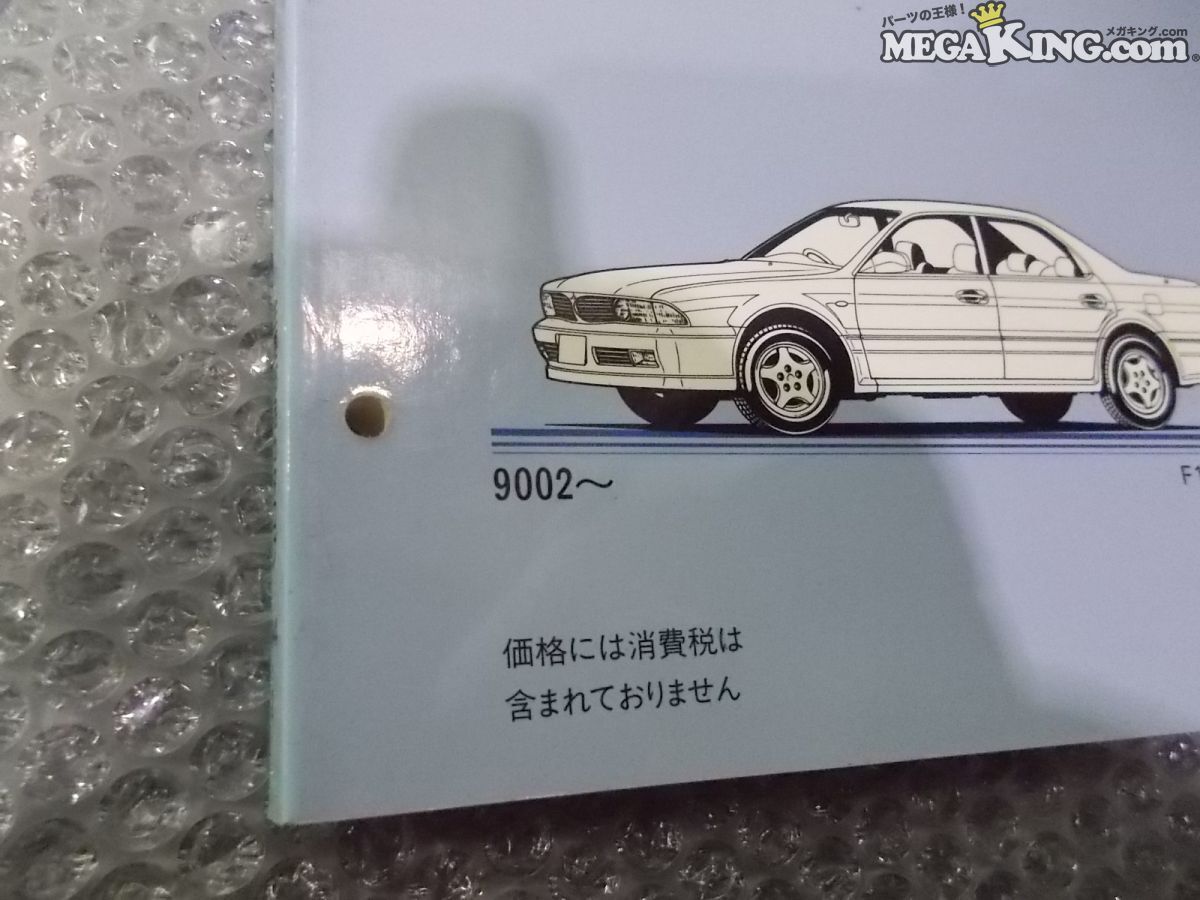 パーツの王様！
メガキング.com
MEGAKING.com®
9002〜
F1
価格には消費税は
含まれておりません